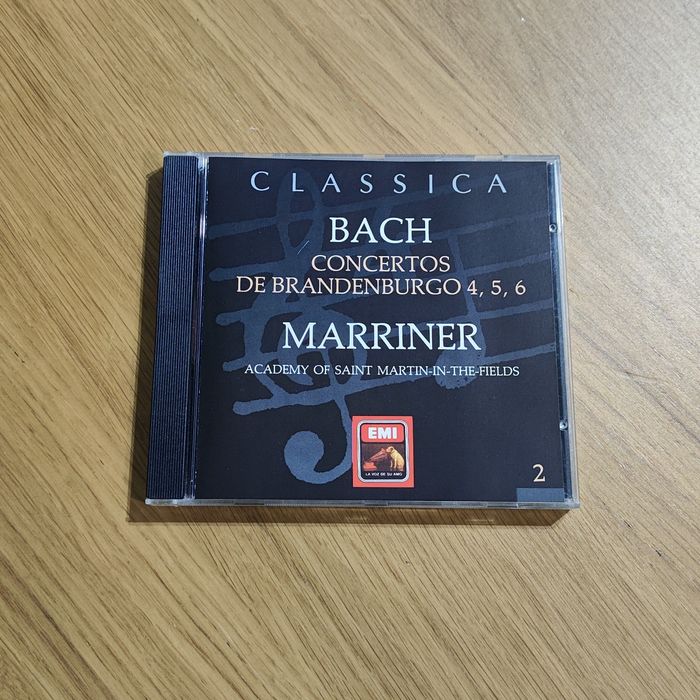 CLASSICA
BACH
CONCERTOS
DE BRANDENBURGO 4, 5, 6
MARRINER
ACADEMY OF SAINT MARTIN-IN-THE-FIELDS
EMI
LA VOZ DE SU AMO
2